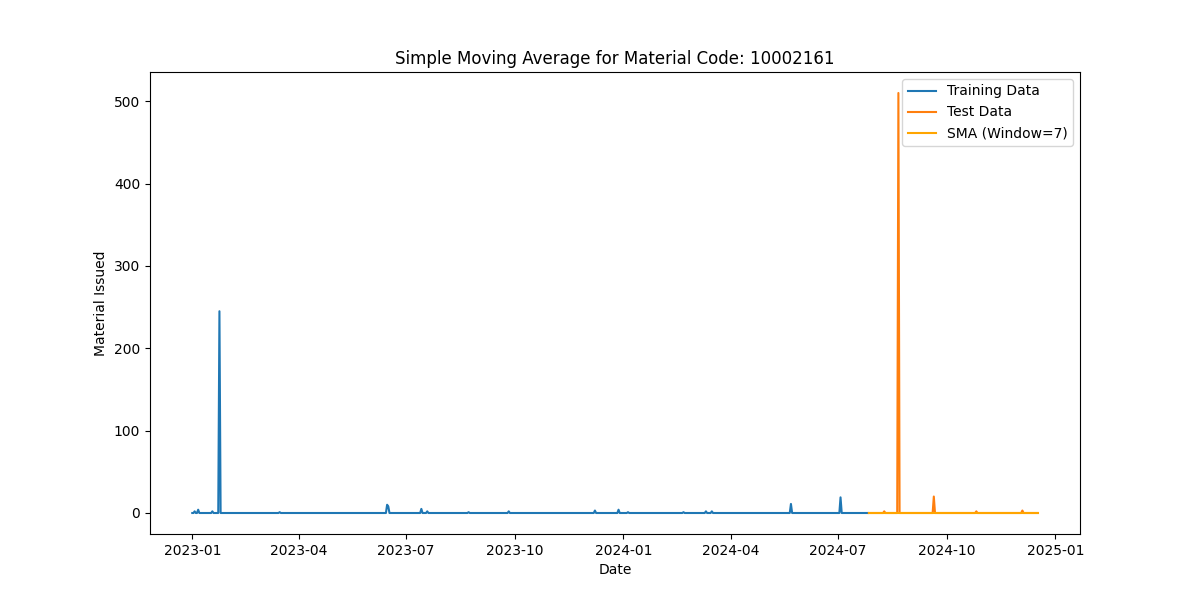 Simple Moving Average for Material Code: 10002161
Training Data
Test Data
SMA (Window=7)
Material Issued
500
400
300
200
100
0
2023-01 2023-04 2023-07 2023-10 2024-01 2024-04 2024-07 2024-10 2025-01
Date